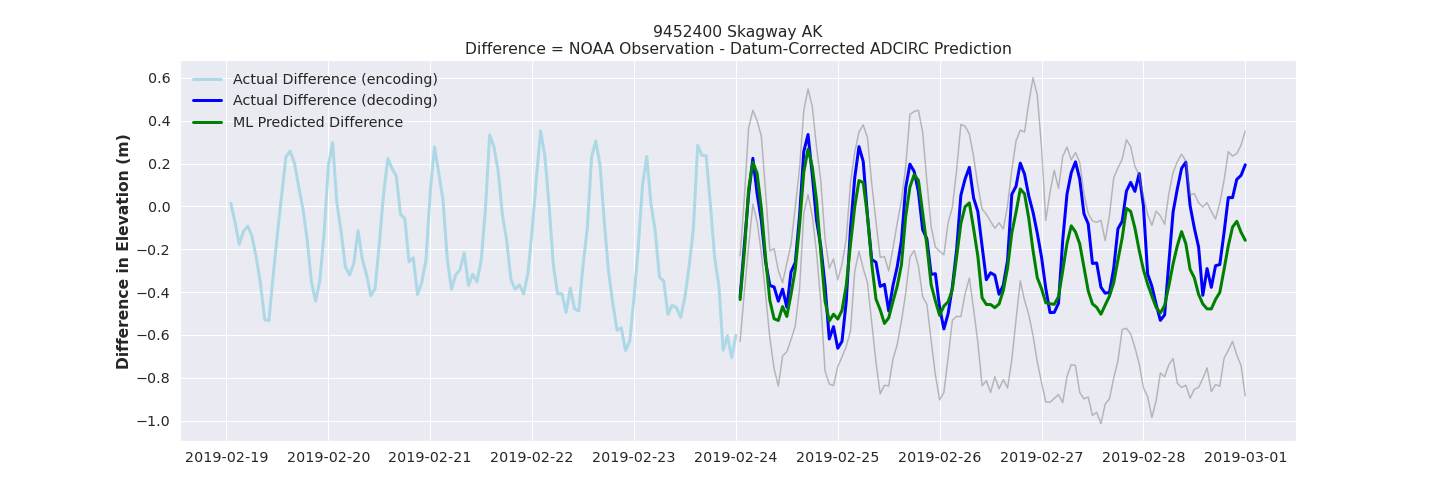 9452400 Skagway AK
Difference = NOAA Observation - Datum-Corrected ADCIRC Prediction
Actual Difference (encoding)
Actual Difference (decoding)
ML Predicted Difference
Difference in Elevation (m)
0.6
0.4
0.2
0.0
−0.2
−0.4
−0.6
−0.8
−1.0
2019-02-19 2019-02-20 2019-02-21 2019-02-22 2019-02-23 2019-02-24 2019-02-25 2019-02-26 2019-02-27 2019-02-28 2019-03-01